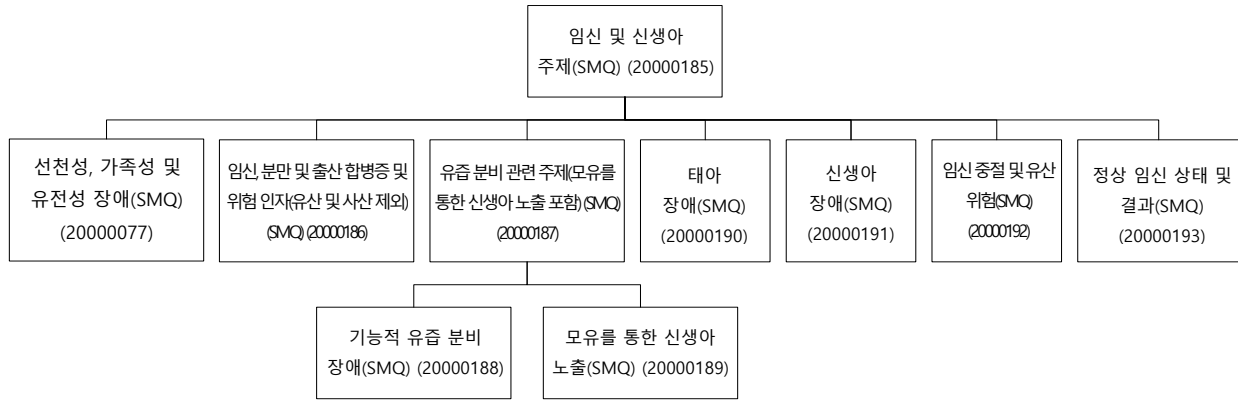 임신 및 신생아
주제(SMQ) (20000185)
선천성, 가족성 및
유전성 장애(SMQ)
(20000077)
임신, 분만 및 출산 합병증 및
위험 인자(유산 및 사산 제외)
(SMQ) (20000186)
유즙 분비 관련 주제(모유를
통한 신생아 노출 포함) (SMQ)
(20000187)
태아
장애(SMQ)
(20000190)
신생아
장애(SMQ)
(20000191)
임신 중절 및 유산
위험(SMQ)
(20000192)
정상 임신 상태 및
결과(SMQ)
(20000193)
기능적 유즙 분비
장애(SMQ) (20000188)
모유를 통한 신생아
노출(SMQ) (20000189)